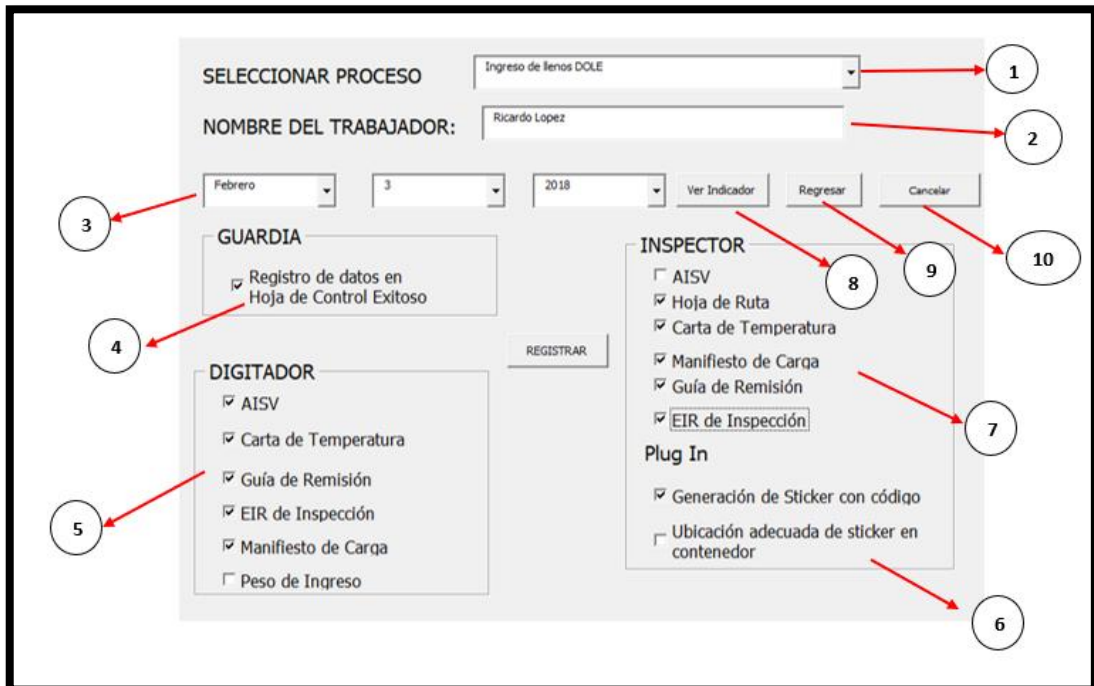 SELECCIONAR PROCESO
Ingreso de llenos DOLE
1
NOMBRE DEL TRABAJADOR:
Ricardo Lopez
2
Febrero
3
2018
Ver Indicador
Regresar
Cancelar
3
8
9
10
GUARDIA
Registro de datos en
Hoja de Control Exitoso
4
REGISTRAR
DIGITADOR
AISV
Carta de Temperatura
Guía de Remisión
EIR de Inspección
Manifiesto de Carga
Peso de Ingreso
5
INSPECTOR
AISV
Hoja de Ruta
Carta de Temperatura
Manifiesto de Carga
Guía de Remisión
EIR de Inspección
7
Plug In
Generación de Sticker con código
Ubicación adecuada de sticker en
contenedor
6